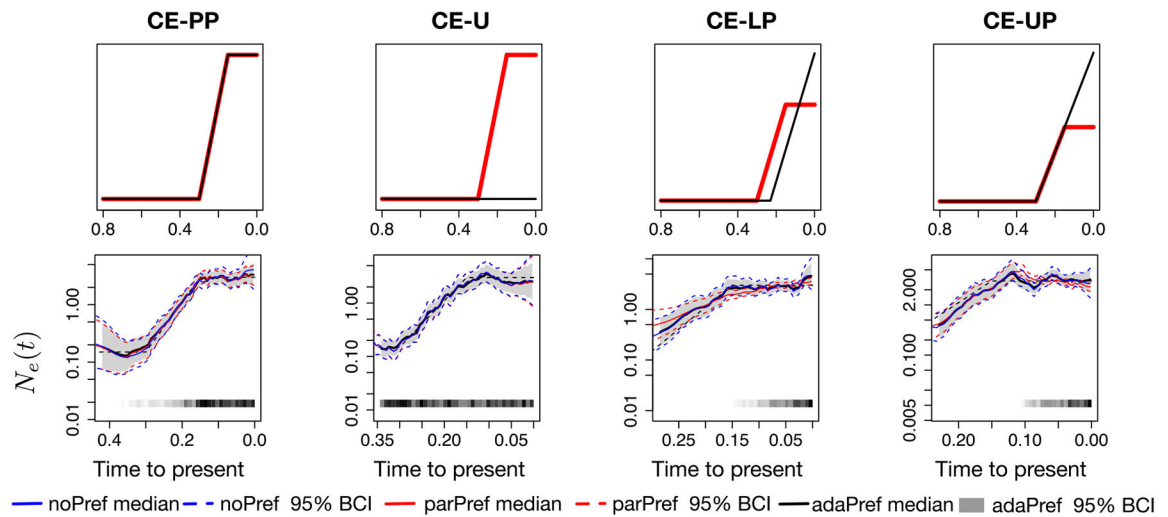 CE-PP CE-U CE-LP CE-UP
0.8 0.4 0.0 0.8 0.4 0.0 0.8 0.4 0.0 0.8 0.4 0.0
N_e(t)
1.00 0.10 0.01
1.00 0.10 0.01
1.00 0.10 0.01
2.000 0.100 0.005
0.4 0.2 0.0 0.35 0.20 0.05 0.25 0.15 0.05 0.20 0.10 0.00
Time to present Time to present Time to present Time to present
noPref median noPref 95% BCI parPref median parPref 95% BCI adaPref median adaPref 95% BCI